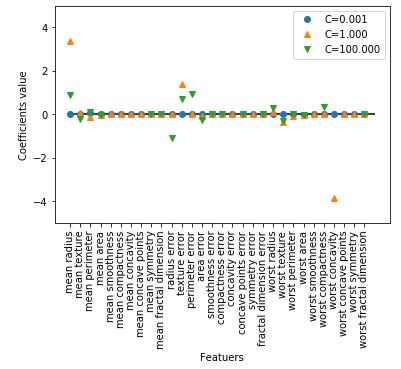 C=0.001
C=1.000
C=100.000
Coefficients value
4
2
0
−2
−4
mean radius
mean texture
mean perimeter
mean area
mean smoothness
mean compactness
mean concavity
mean concave points
mean symmetry
mean fractal dimension
radius error
texture error
perimeter error
area error
smoothness error
compactness error
concavity error
concave points error
symmetry error
fractal dimension error
worst radius
worst texture
worst perimeter
worst area
worst smoothness
worst compactness
worst concavity
worst concave points
worst symmetry
worst fractal dimension
Featuers